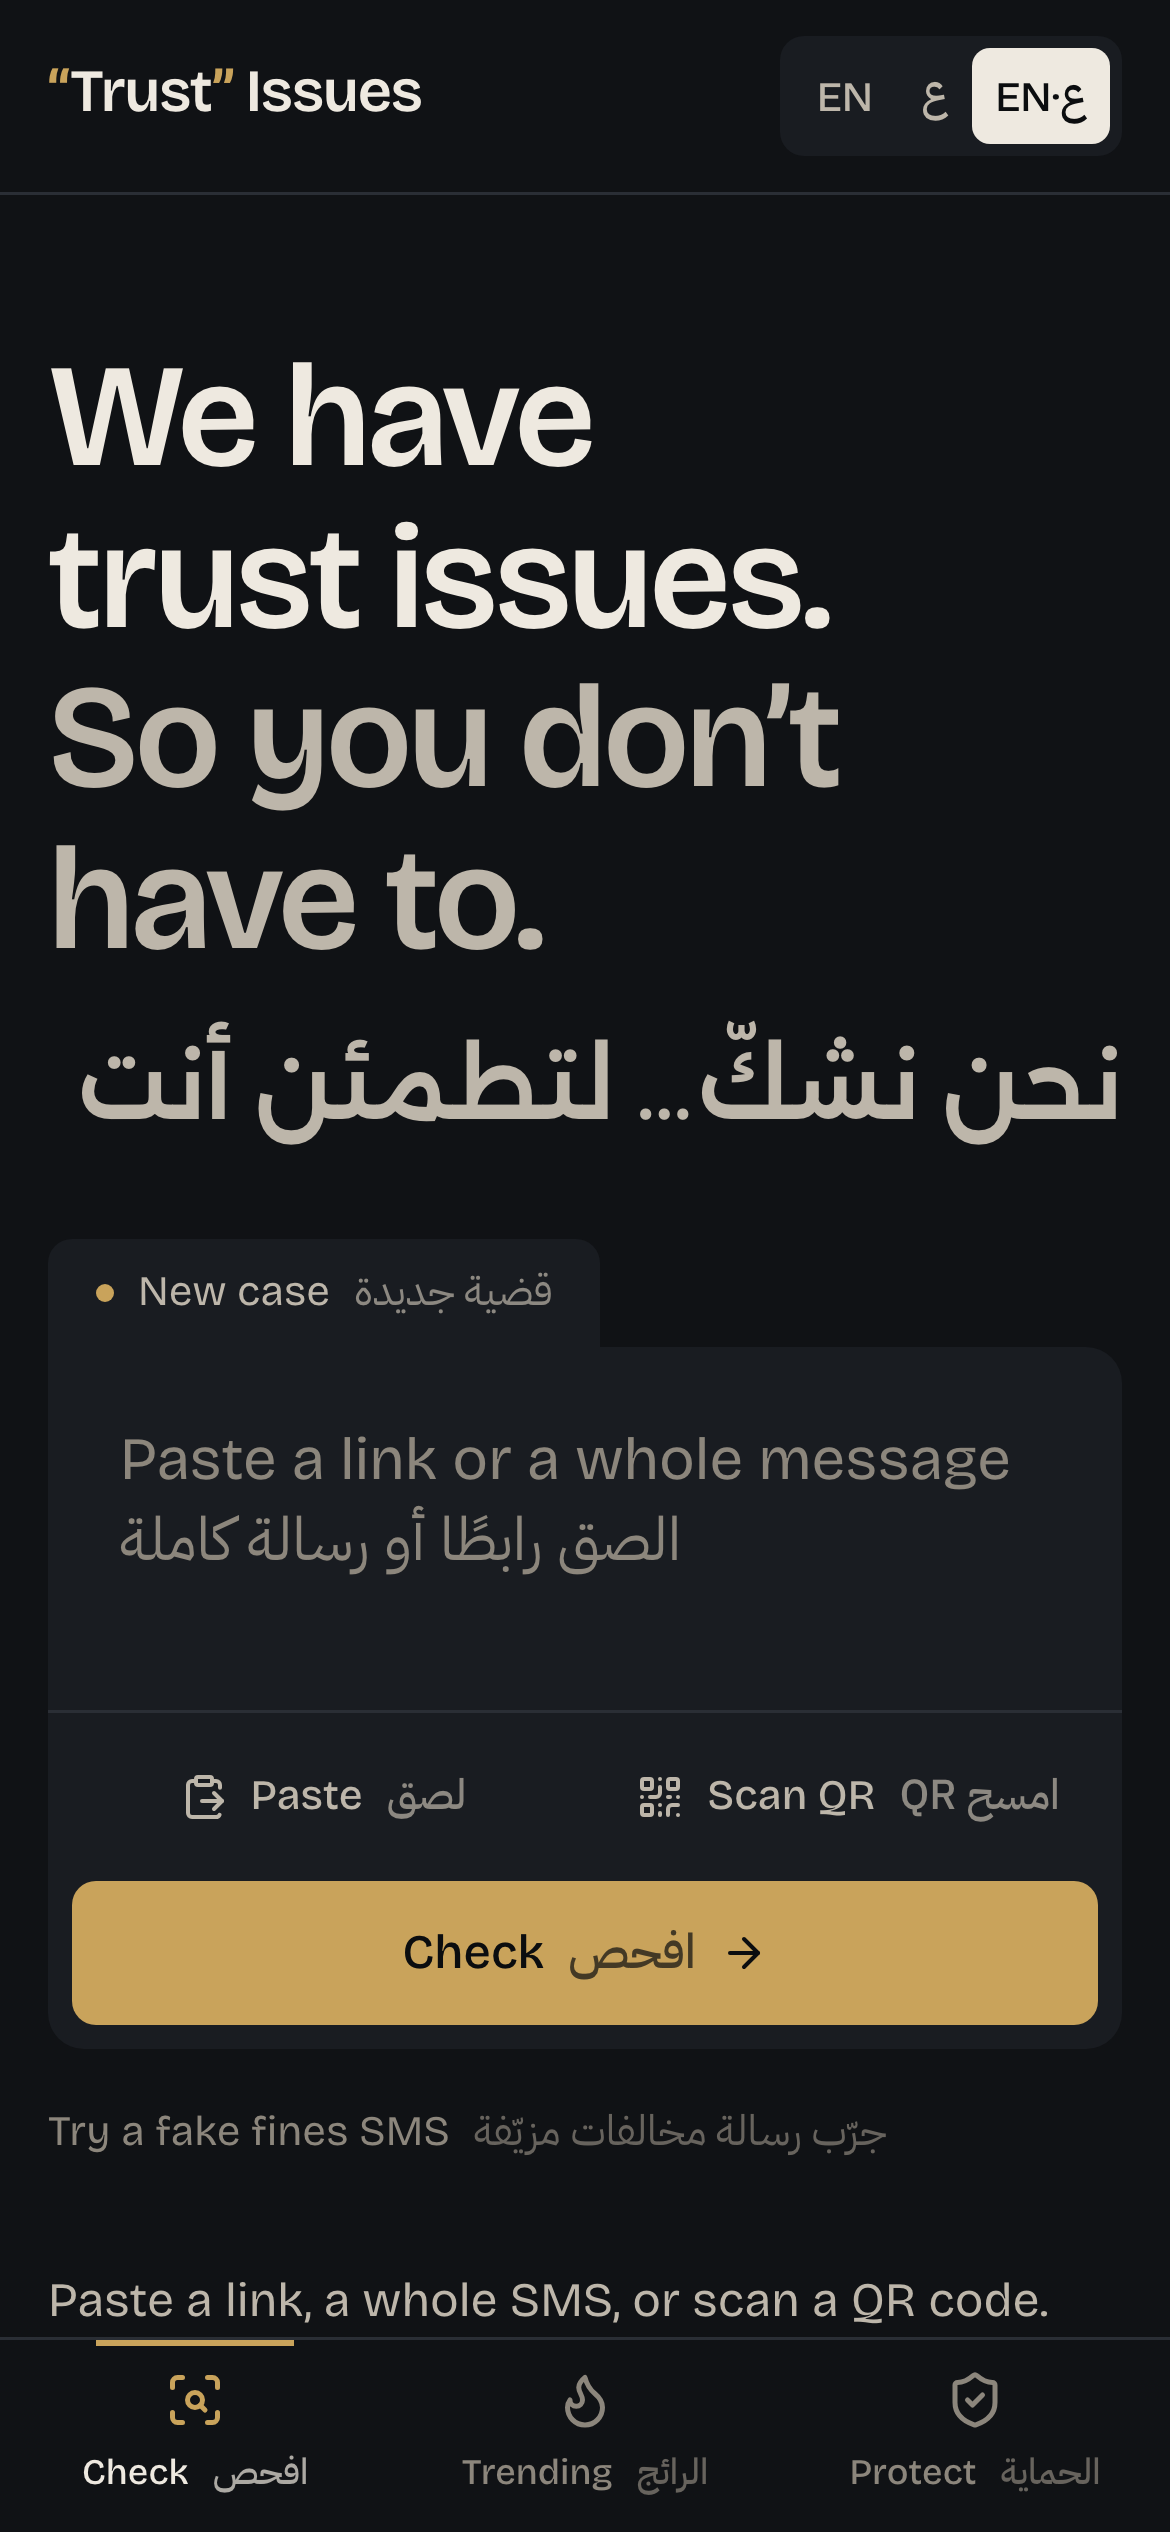 “Trust” Issues
EN ع EN·ع
We have
trust issues.
So you don’t
have to.
نحن نشكّ... لتطمئن أنت
New case قضية جديدة
Paste a link or a whole message
الصق رابطًا أو رسالة كاملة
Paste لصق
Scan QR امسح QR
Check افحص
Try a fake fines SMS جرّب رسالة مخالفات مزيّفة
Paste a link, a whole SMS, or scan a QR code.
Check افحص
Trending الرائج
Protect الحماية